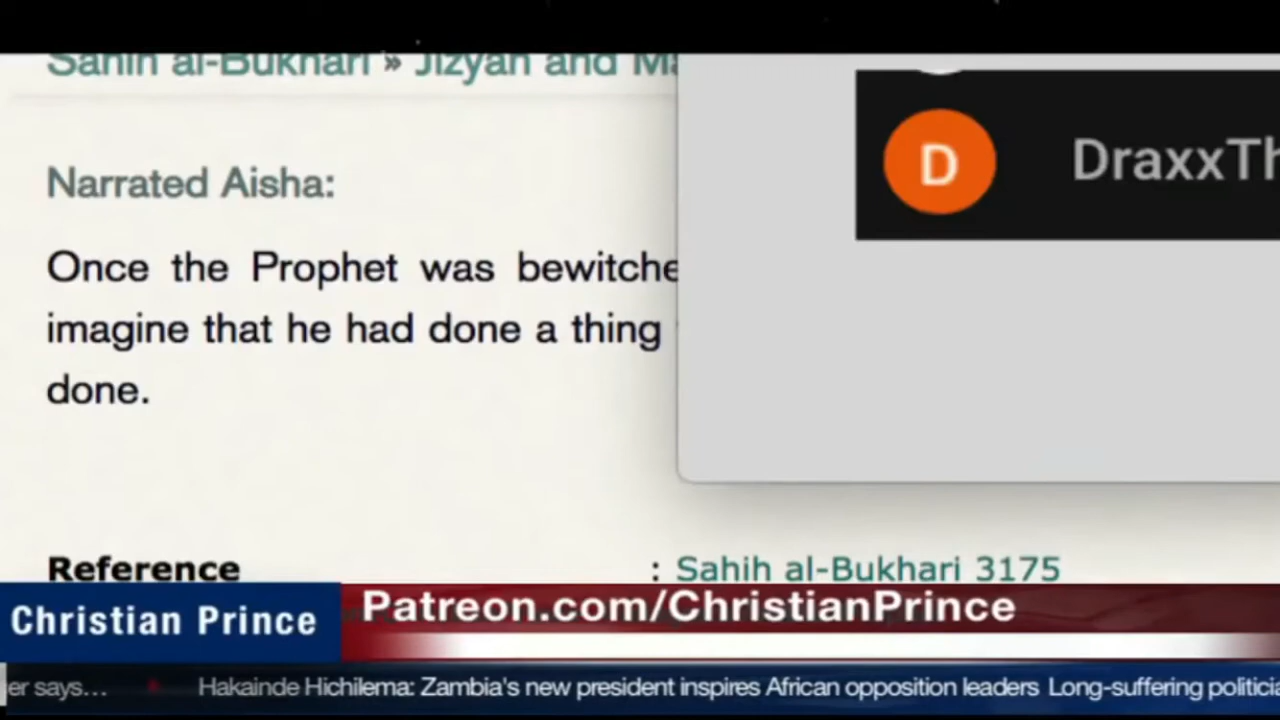 Sahih al-Bukhari » Jizyah and
DraxxTh
Narrated Aisha:
Once the Prophet was bewitche
imagine that he had done a thing
done.
Reference : Sahih al-Bukhari 3175
Christian Prince
Patreon.com/ChristianPrince
er says... Hakainde Hichilema: Zambia's new president inspires African opposition leaders Long-suffering politicia
D